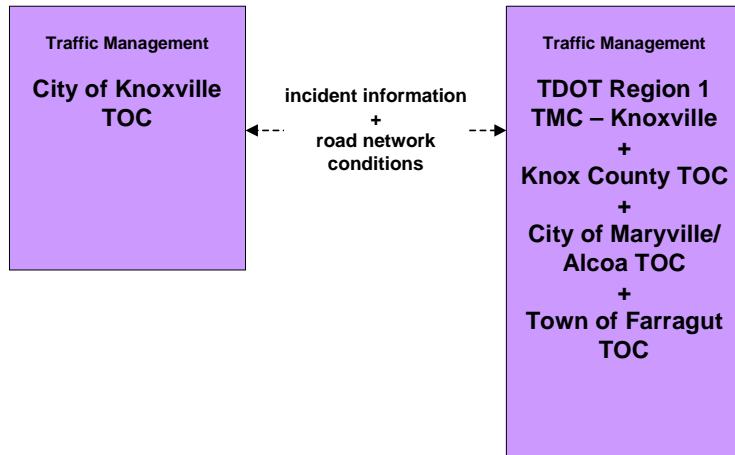 Traffic Management
City of Knoxville
TOC
incident information
+
road network
conditions
Traffic Management
TDOT Region 1
TMC – Knoxville
+
Knox County TOC
+
City of Maryville/
Alcoa TOC
+
Town of Farragut
TOC